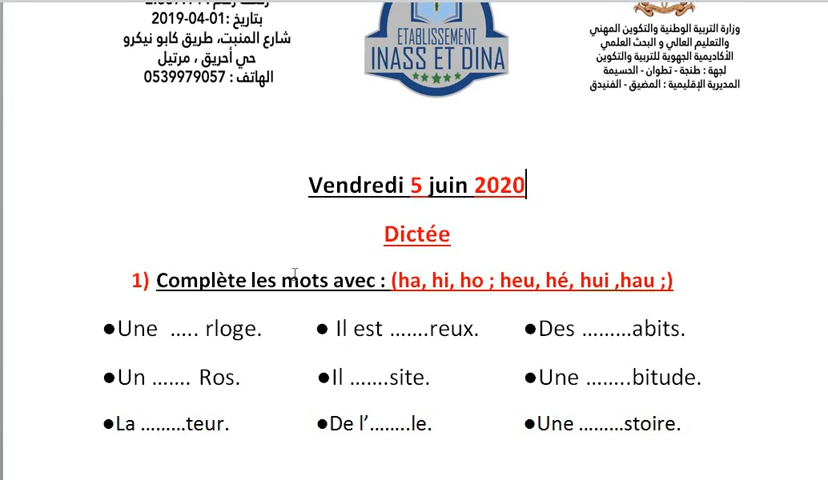 بتاريخ :01-04-2019
شارع المنبت، طريق كابو نيكرو
حي أحريق ، مرتيل
الهاتف : 0539979057
ETABLISSEMENT
INASS ET DINA
وزارة التربية الوطنية والتكوين المهني
والتعليم العالي و البحث العلمي
الأكاديمية الجهوية للتربية والتكوين
لجهة : طنجة - تطوان - الحسيمة
المديرية الإقليمية : المضيق - الفنيدق
Vendredi 5 juin 2020
Dictée
1) Complète les mots avec : (ha, hi, ho ; heu, hé, hui ,hau ;)
●Une ..... rloge. ● Il est .......reux. ●Des .........abits.
●Un ....... Ros. ●Il .......site. ●Une ........bitude.
●La .........teur. ●De l’........le. ●Une .........stoire.